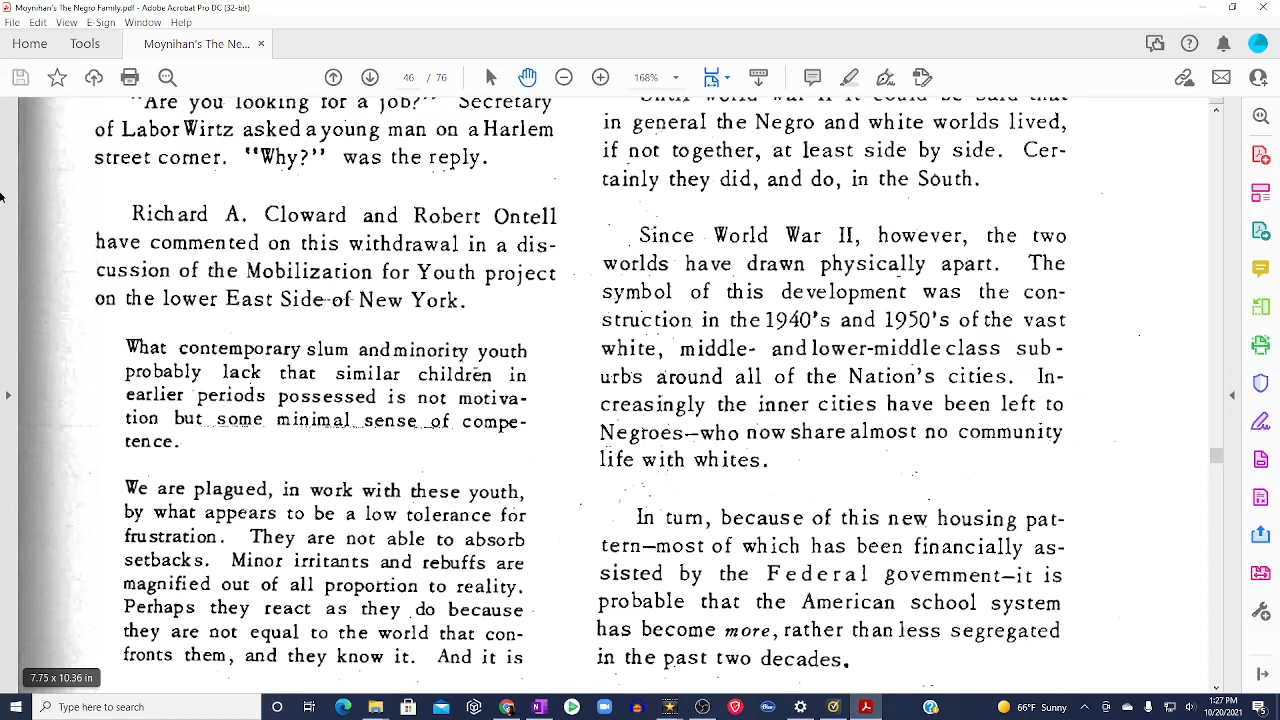 Moynihan's The Negro Family.pdf - Adobe Acrobat Pro DC (32-bit)
File Edit View E-Sign Window Help
Home Tools Moynihan's The Ne... ×
46 / 76 168%
"Are you looking for a job?" Secretary
of Labor Wirtz asked a young man on a Harlem
street corner. "Why?" was the reply.
Richard A. Cloward and Robert Ontell
have commented on this withdrawal in a dis-
cussion of the Mobilization for Youth project
on the lower East Side of New York.
What contemporary slum and minority youth
probably lack that similar children in
earlier periods possessed is not motiva-
tion but some minimal sense of compe-
tence.
We are plagued, in work with these youth,
by what appears to be a low tolerance for
frustration. They are not able to absorb
setbacks. Minor irritants and rebuffs are
magnified out of all proportion to reality.
Perhaps they react as they do because
they are not equal to the world that con-
fronts them, and they know it. And it is
Until World War II it could be said that
in general the Negro and white worlds lived,
if not together, at least side by side. Cer-
tainly they did, and do, in the South.
Since World War II, however, the two
worlds have drawn physically apart. The
symbol of this development was the con-
struction in the 1940's and 1950's of the vast
white, middle- and lower-middle class sub-
urbs around all of the Nation's cities. In-
creasingly the inner cities have been left to
Negroes—who now share almost no community
life with whites.
In turn, because of this new housing pat-
tern—most of which has been financially as-
sisted by the Federal government—it is
probable that the American school system
has become more, rather than less segregated
in the past two decades.
7.72 x 10.36 in
Type here to search
66°F Sunny
1:27 PM
10/20/2021